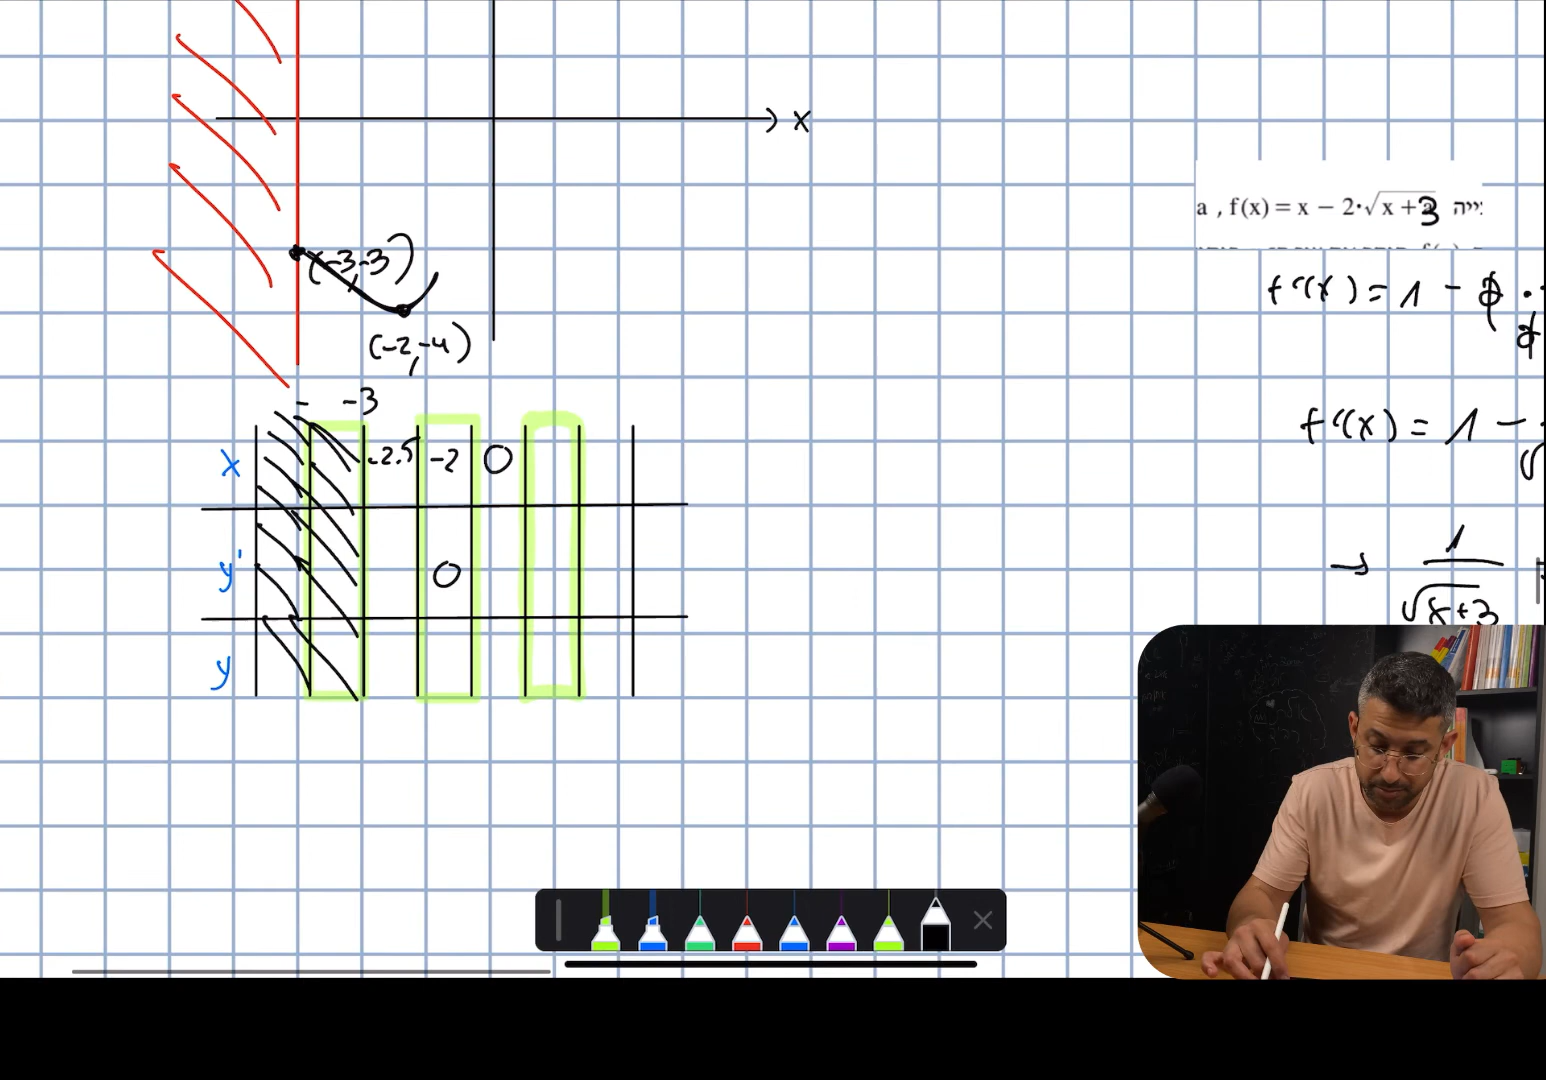 x
a , f(x) = x − 2·√x + 3
(-3,-3)
f'(x) = 1 -
(-2,-4)
-3
f'(x) = 1 -
x -2.5 -2 0
1
y' 0
√x+3
y